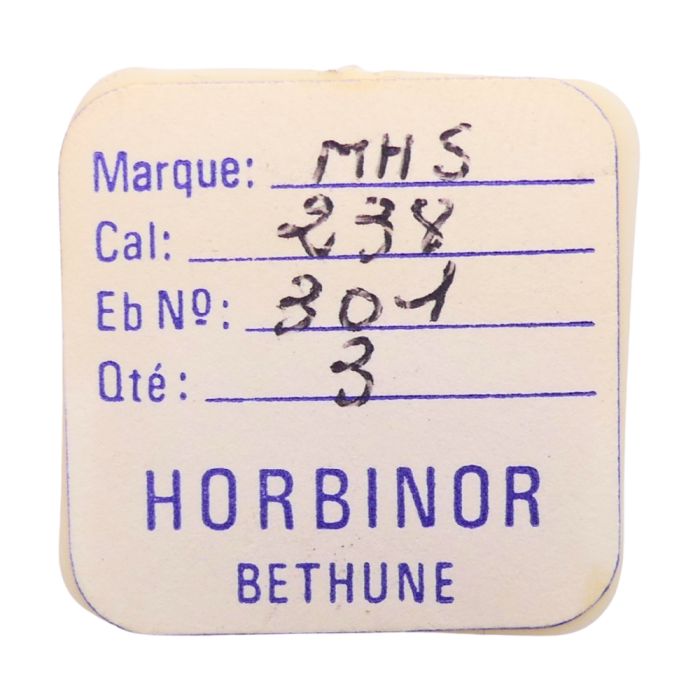 Marque: MHS
Cal: 238
Eb Nº: 301
Qté: 3
HORBINOR
BETHUNE